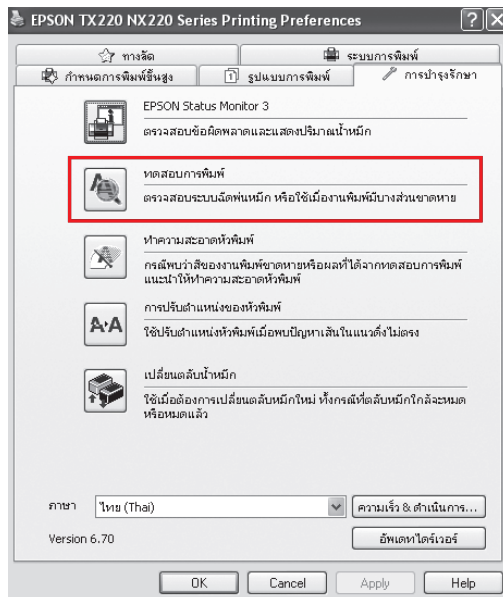 EPSON TX220 NX220 Series Printing Preferences
ทางลัด
ระบบการพิมพ์
กำหนดการพิมพ์ขั้นสูง
รูปแบบการพิมพ์
การบำรุงรักษา
EPSON Status Monitor 3
ตรวจสอบข้อผิดพลาดและแสดงปริมาณน้ำหมึก
ทดสอบการพิมพ์
ตรวจสอบระบบฉีดพ่นหมึก หรือใช้เมื่องานพิมพ์มีบางส่วนขาดหาย
ทำความสะอาดหัวพิมพ์
กรณีพบว่าสีของงานพิมพ์ขาดหายหรือผลที่ได้จากทดสอบการพิมพ์
แนะนำให้ทำความสะอาดหัวพิมพ์
การปรับตำแหน่งของหัวพิมพ์
ใช้ปรับตำแหน่งหัวพิมพ์เมื่อพบปัญหาเส้นในแนวดิ่งไม่ตรง
เปลี่ยนตลับน้ำหมึก
ใช้เมื่อต้องการเปลี่ยนตลับหมึกใหม่ ทั้งกรณีที่ตลับหมึกใกล้จะหมด
หรือหมดแล้ว
ภาษา
ไทย (Thai)
ความเร็ว & ดำเนินการ...
Version 6.70
อัพเดทไดร์เวอร์
OK
Cancel
Apply
Help